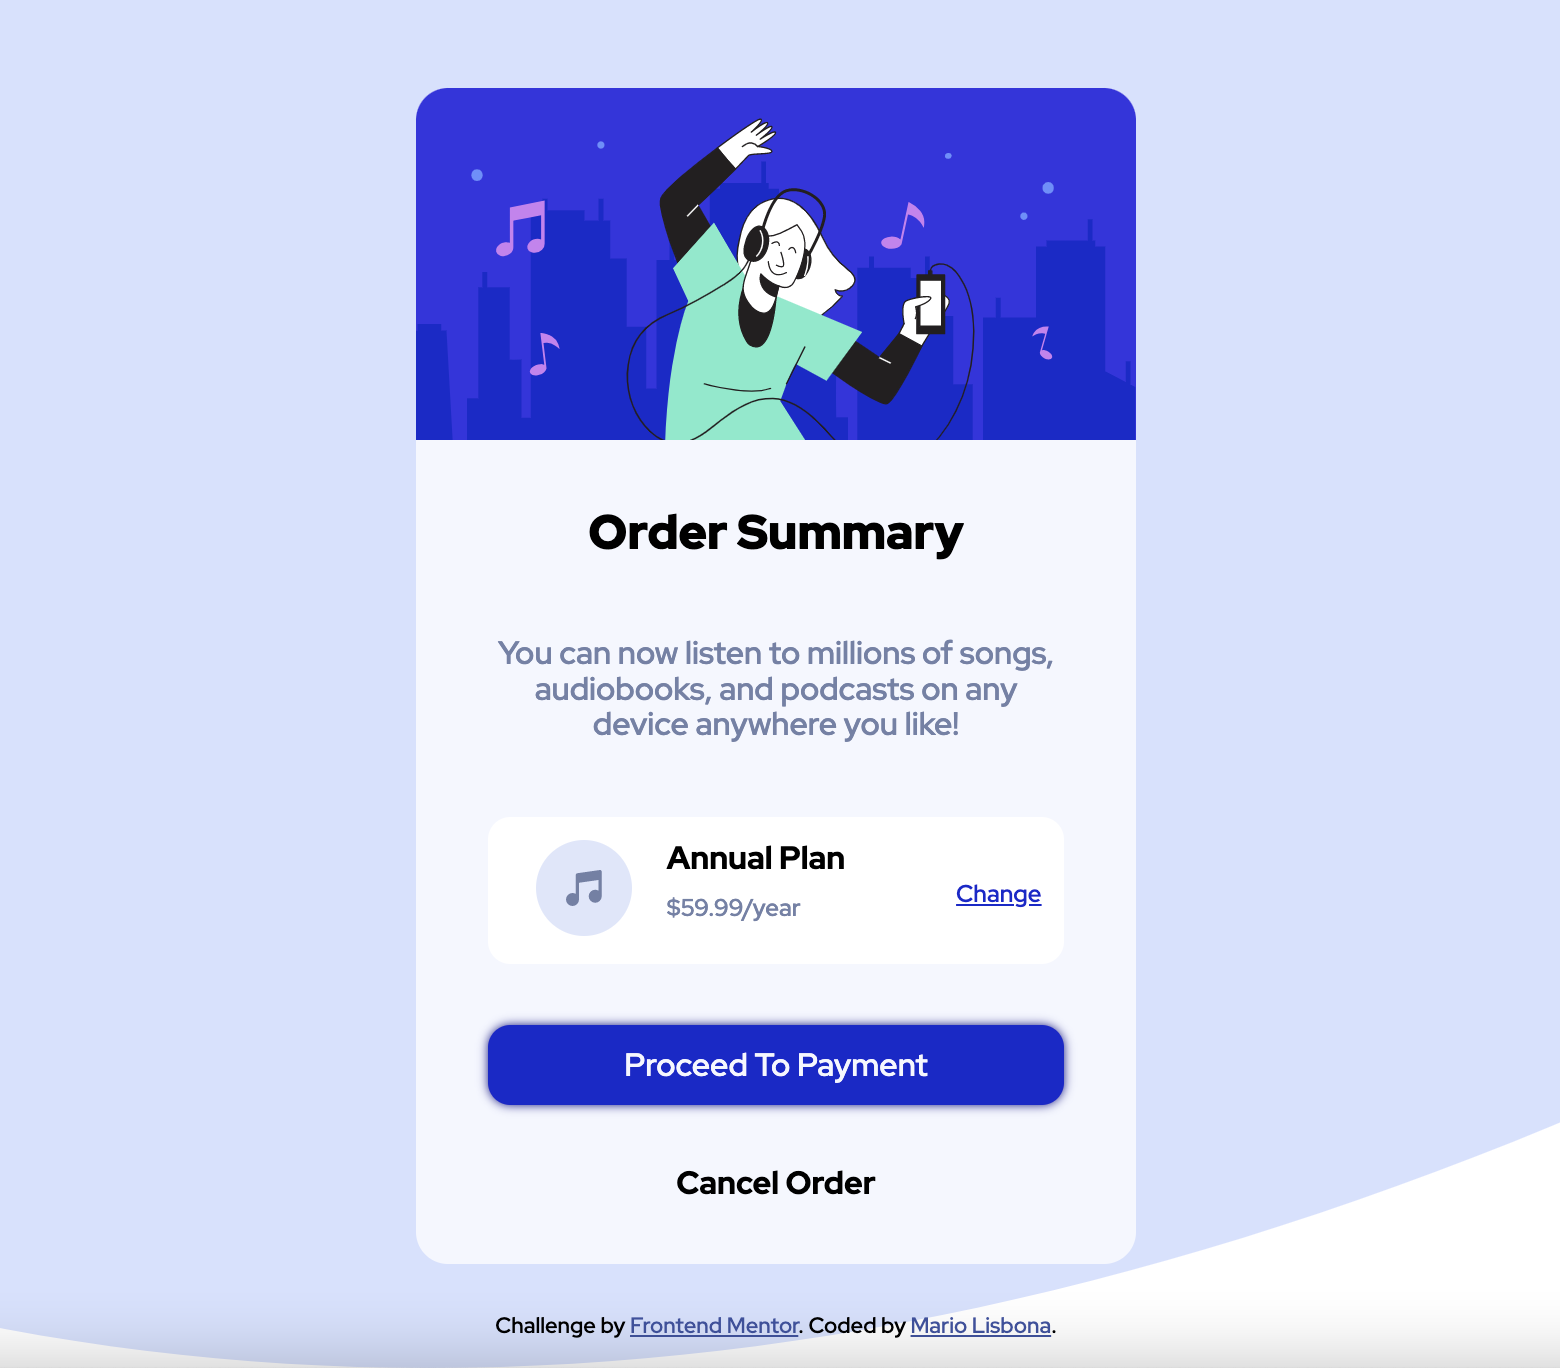 Order Summary
You can now listen to millions of songs,
audiobooks, and podcasts on any
device anywhere you like!
Annual Plan
$59.99/year
Change
Proceed To Payment
Cancel Order
Challenge by Frontend Mentor. Coded by Mario Lisbona.